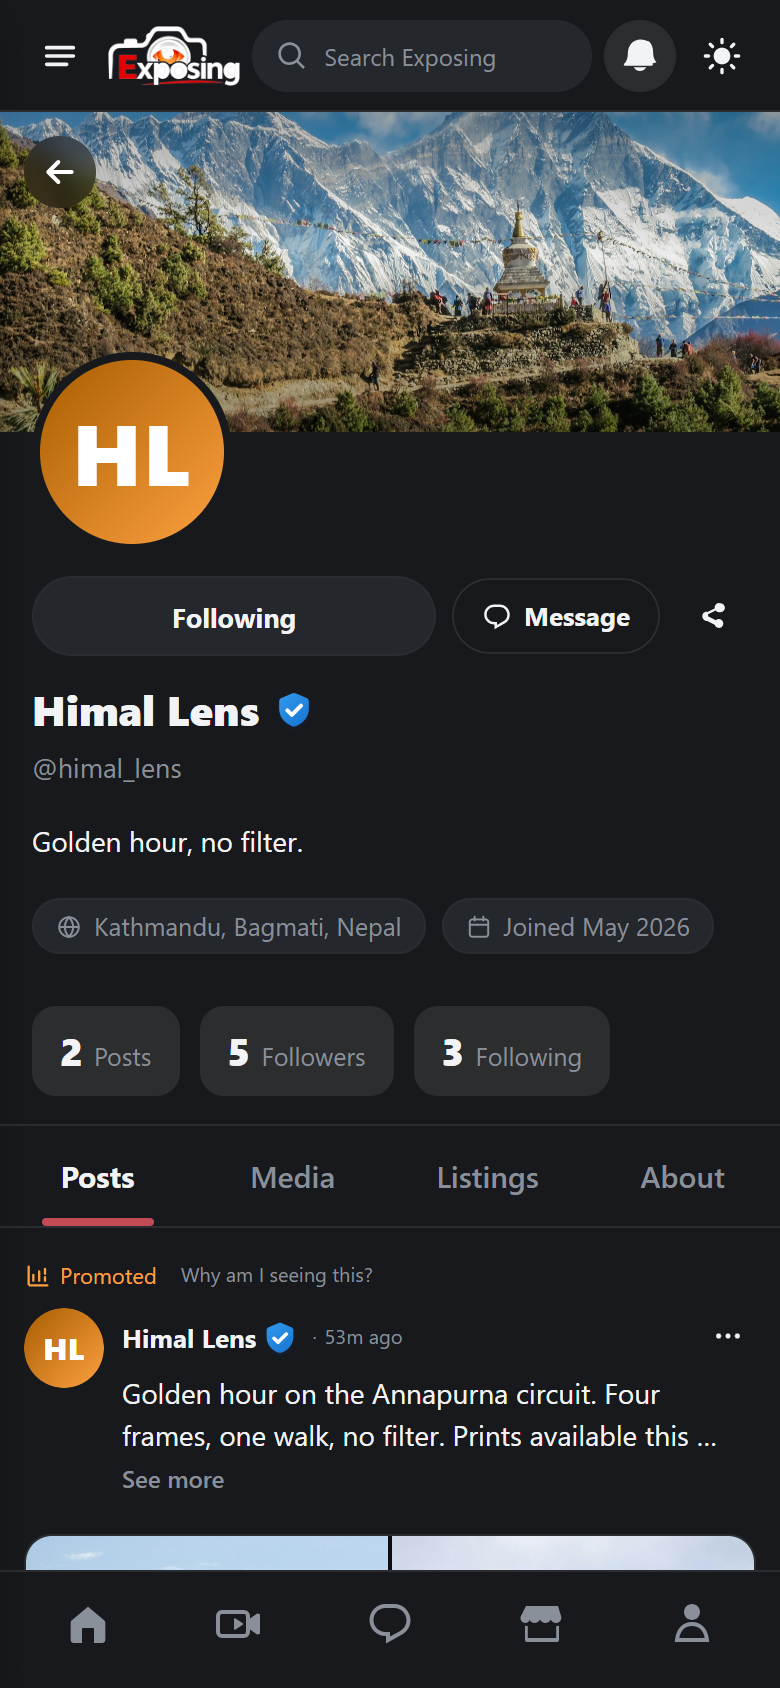 Exposing
Search Exposing
HL
Following
Message
Himal Lens
@himal_lens
Golden hour, no filter.
Kathmandu, Bagmati, Nepal
Joined May 2026
2 Posts
5 Followers
3 Following
Posts
Media
Listings
About
Promoted
Why am I seeing this?
HL
Himal Lens · 53m ago
Golden hour on the Annapurna circuit. Four
frames, one walk, no filter. Prints available this ...
See more